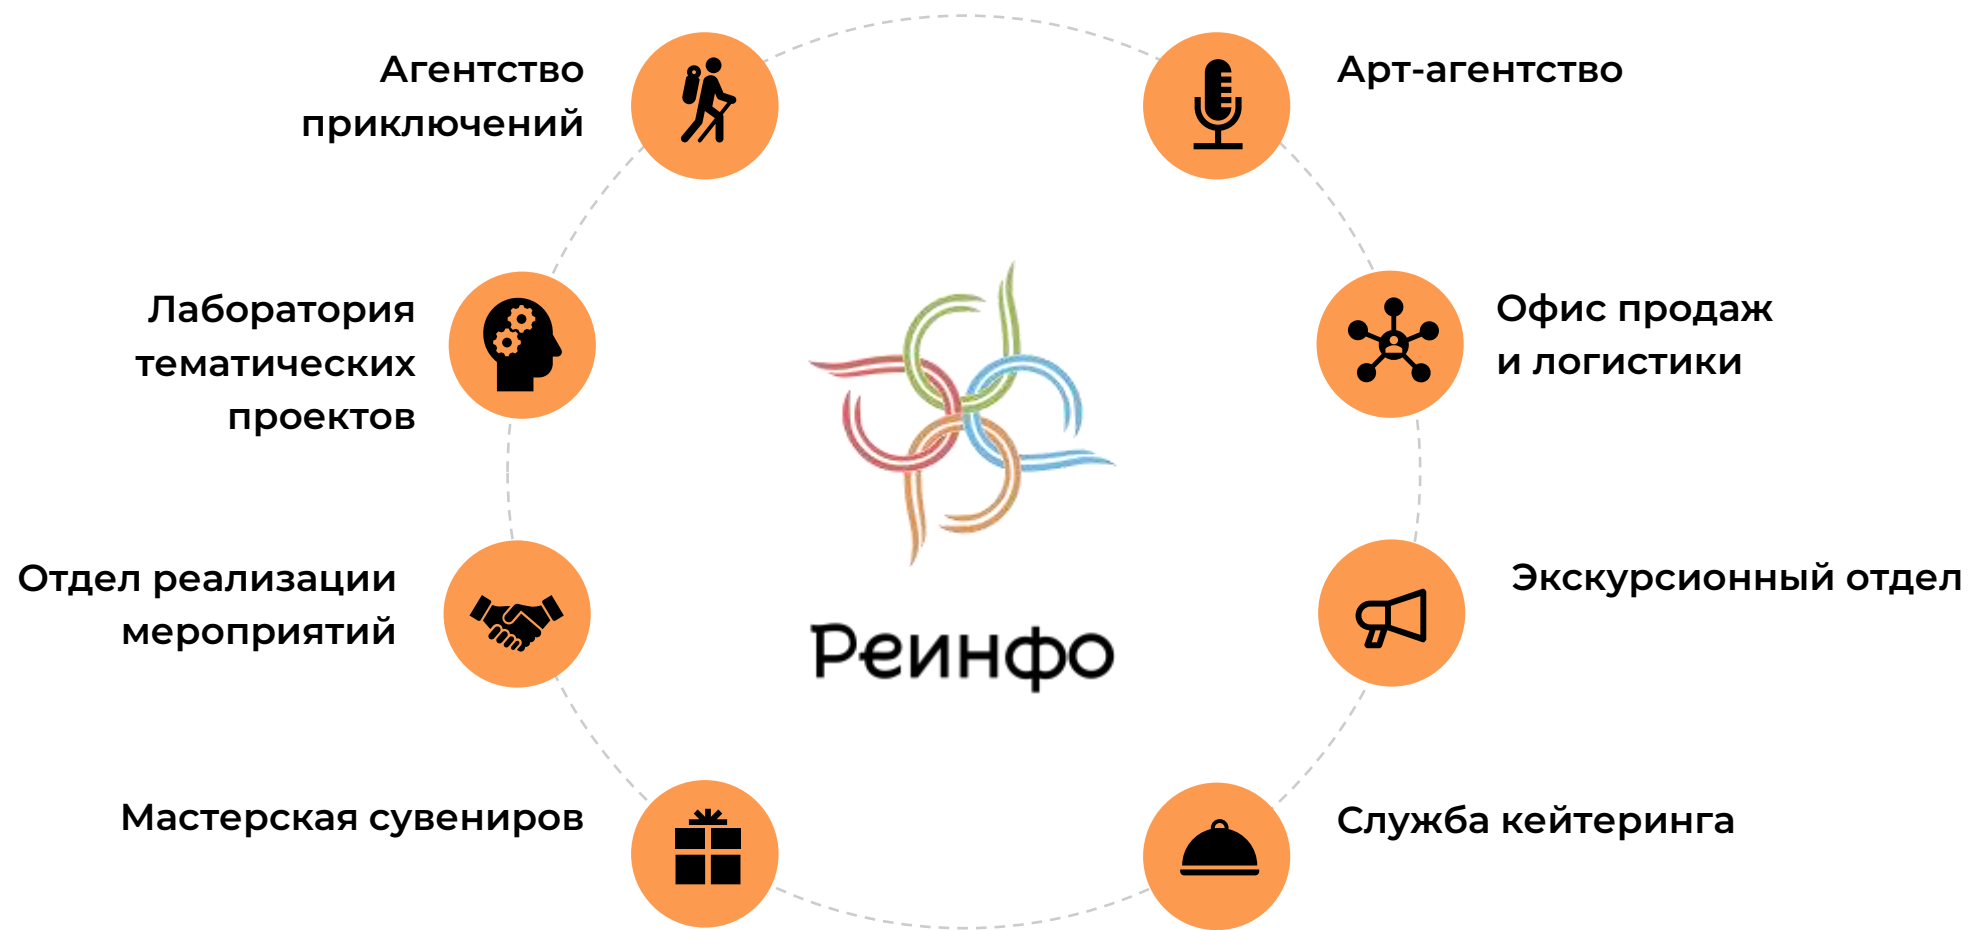 Агентство
приключений
Арт-агентство
Лаборатория
тематических
проектов
Офис продаж
и логистики
Отдел реализации
мероприятий
Экскурсионный отдел
Реинфо
Мастерская сувениров
Служба кейтеринга